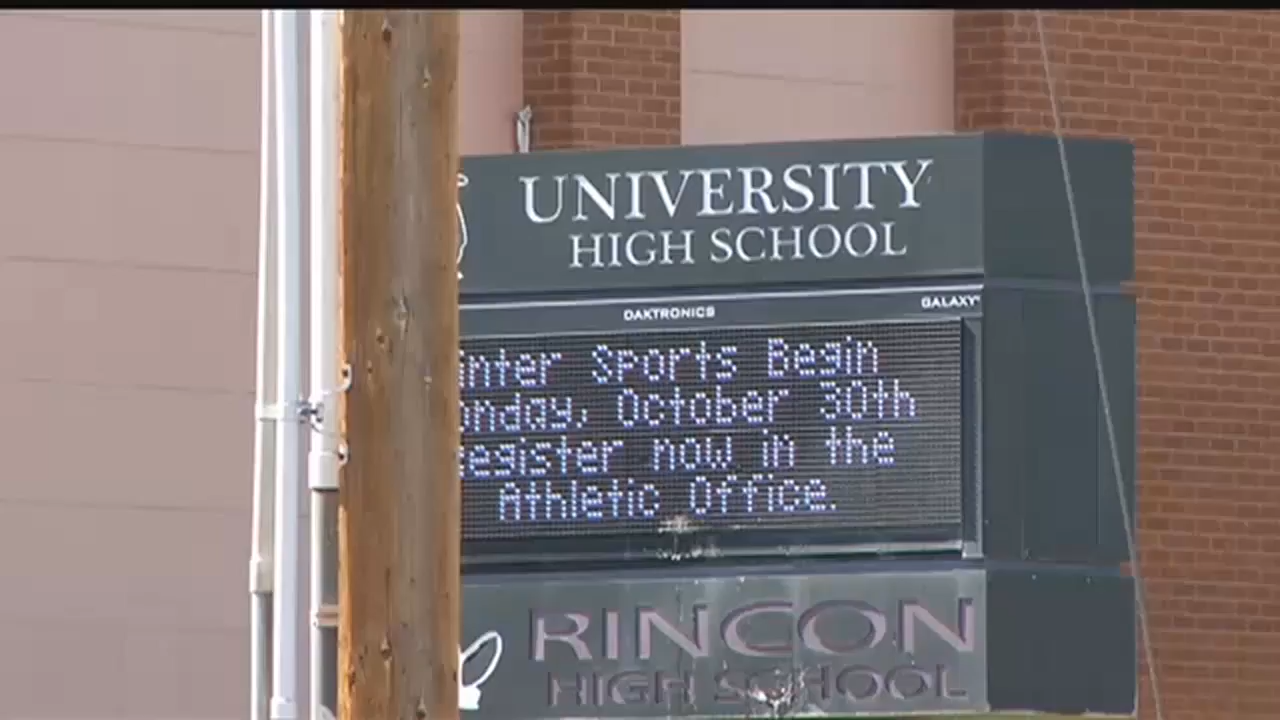 UNIVERSITY
HIGH SCHOOL
DAKTRONICS GALAXY
inter Sports Begin
onday, October 30th
egister now in the
Athletic Office.
RINCON
HIGH SCHOOL